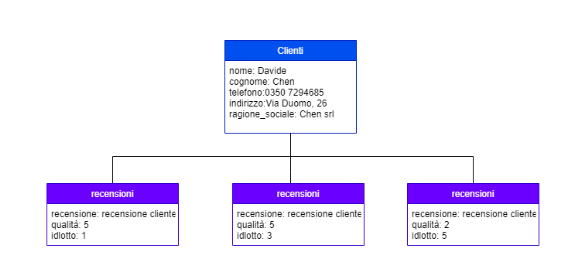 Clienti
nome: Davide
cognome: Chen
telefono:0350 7294685
indirizzo:Via Duomo, 26
ragione_sociale: Chen srl
recensioni
recensione: recensione cliente
qualità: 5
idlotto: 1
recensioni
recensione: recensione cliente
qualità: 5
idlotto: 3
recensioni
recensione: recensione cliente
qualità: 2
idlotto: 5